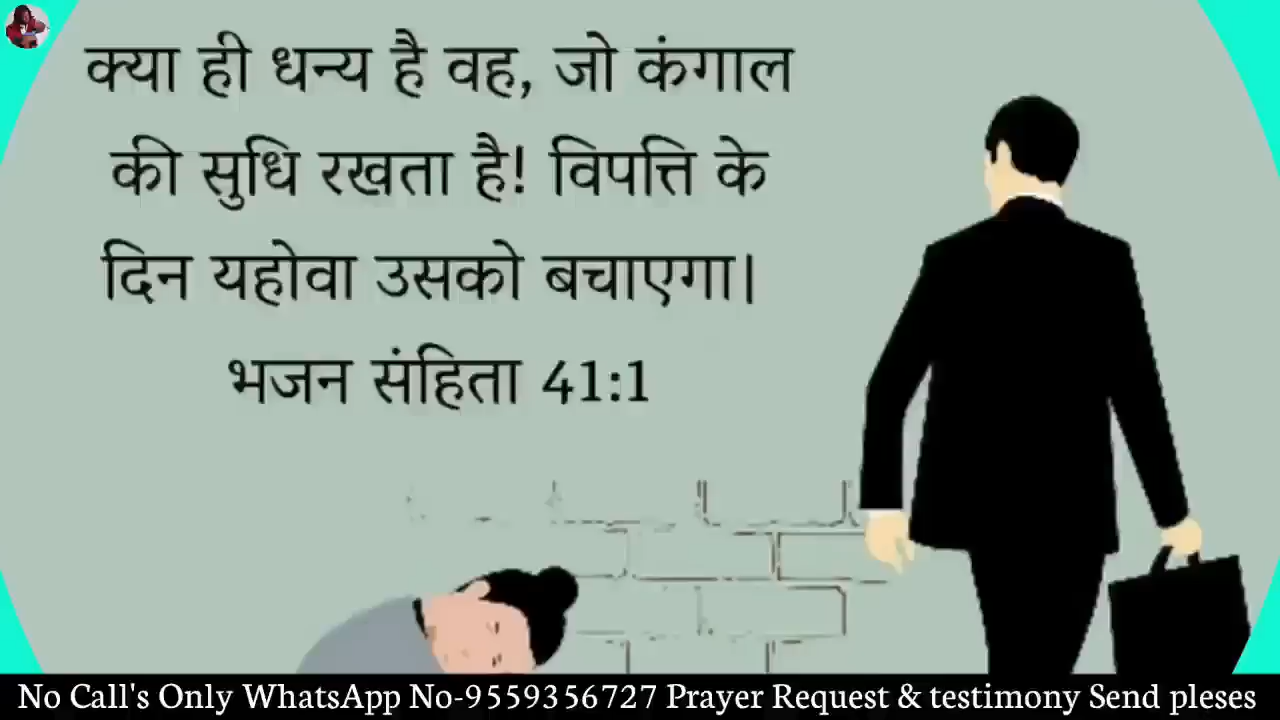 क्या ही धन्य है वह, जो कंगाल
की सुधि रखता है! विपत्ति के
दिन यहोवा उसको बचाएगा।
भजन संहिता 41:1
No Call's Only WhatsApp No-9559356727 Prayer Request & testimony Send pleses